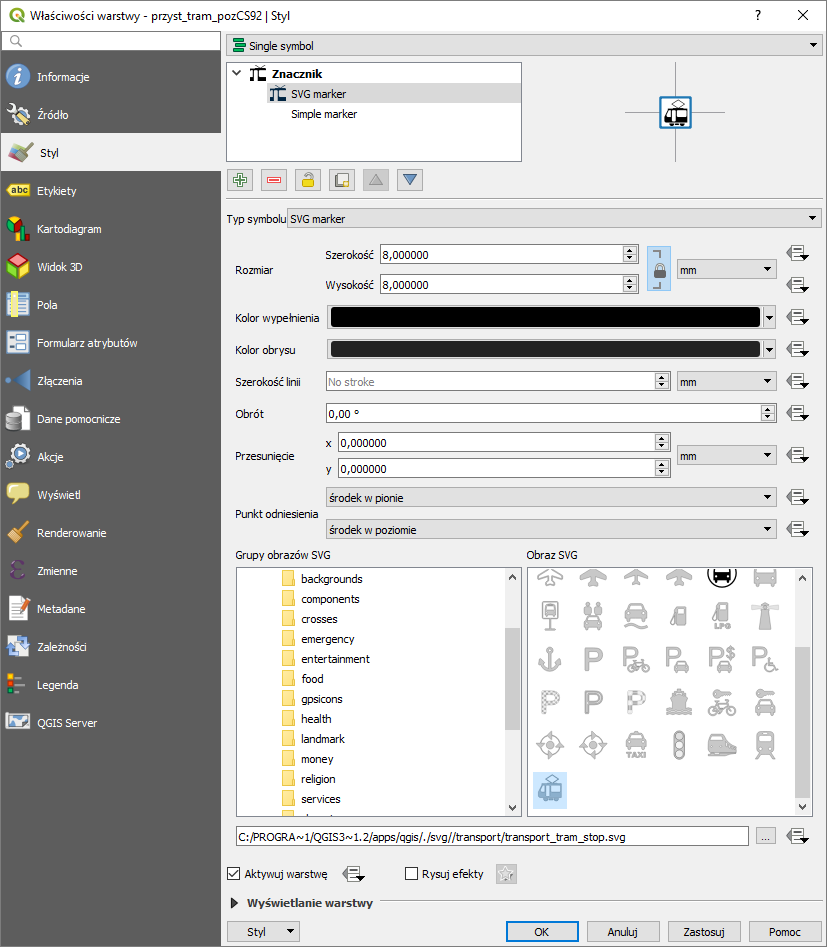 Właściwości warstwy - przyst_tram_pozCS92 | Styl
Informacje
Źródło
Styl
Etykiety
Kartodiagram
Widok 3D
Pola
Formularz atrybutów
Złączenia
Dane pomocnicze
Akcje
Wyświetl
Renderowanie
Zmienne
Metadane
Zależności
Legenda
QGIS Server
Single symbol
Znacznik
SVG marker
Simple marker
Typ symbolu SVG marker
Rozmiar
Szerokość 8,000000
Wysokość 8,000000
mm
Kolor wypełnienia
Kolor obrysu
Szerokość linii No stroke mm
Obrót 0,00 °
Przesunięcie
x 0,000000
y 0,000000
mm
Punkt odniesienia
środek w pionie
środek w poziomie
Grupy obrazów SVG
backgrounds
components
crosses
emergency
entertainment
food
gpsicons
health
landmark
money
religion
services
Obraz SVG
LPG
TAXI
C:/PROGRA~1/QGIS3~1.2/apps/qgis/./svg//transport/transport_tram_stop.svg
...
Aktywuj warstwę
Rysuj efekty
Wyświetlanie warstwy
Styl
OK
Anuluj
Zastosuj
Pomoc